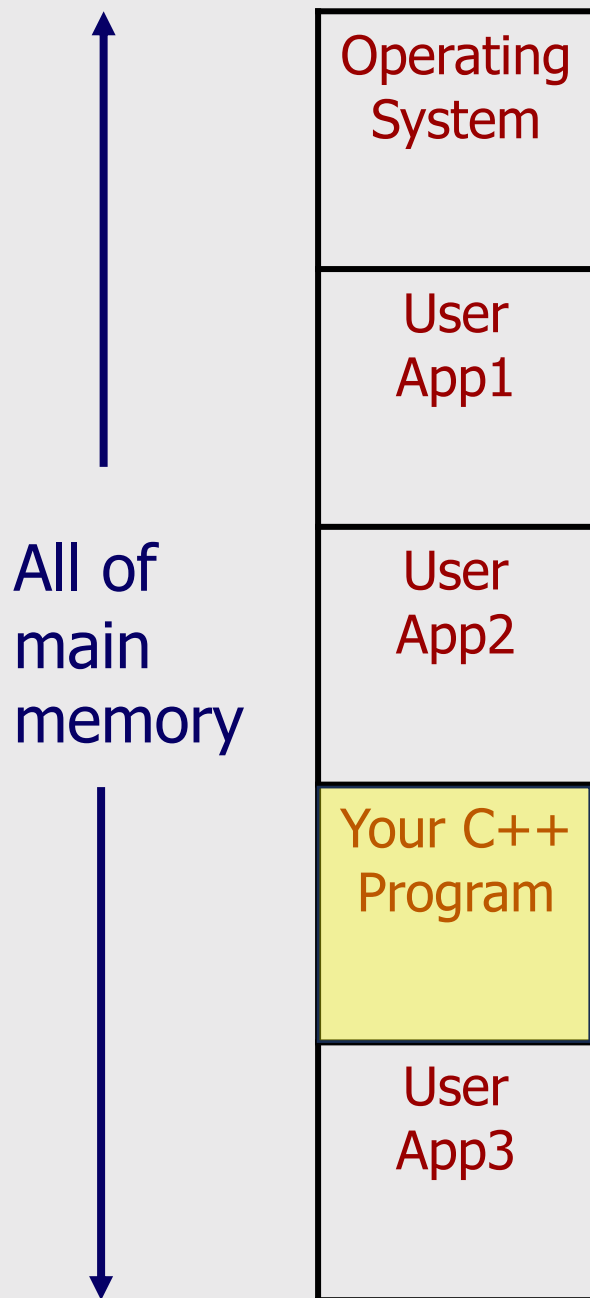 Operating
System
User
App1
All of
main
memory
User
App2
Your C++
Program
User
App3